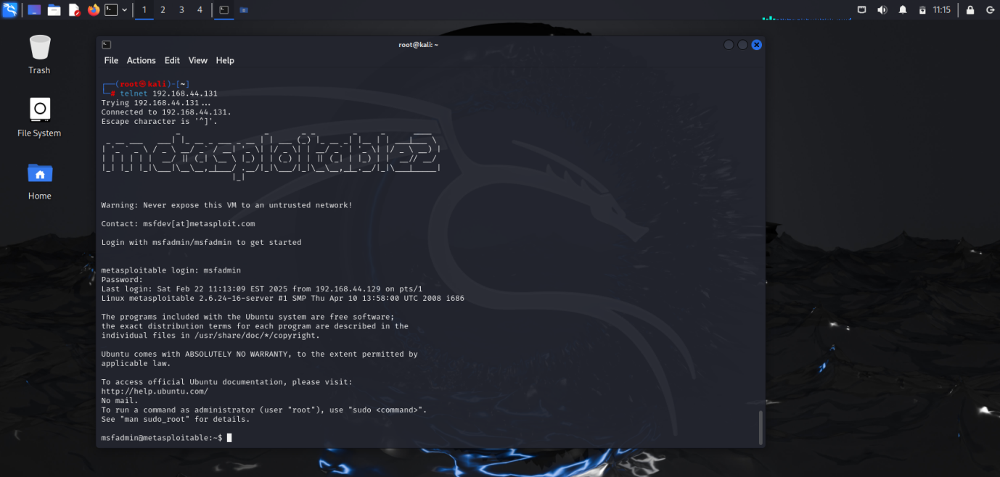 1 2 3 4
11:15
Trash
File System
Home
root@kali: ~
File Actions Edit View Help
┌──(root㉿kali)-[~]
└─# telnet 192.168.44.131
Trying 192.168.44.131...
Connected to 192.168.44.131.
Escape character is '^]'.
metasploitable2
Warning: Never expose this VM to an untrusted network!
Contact: msfdev[at]metasploit.com
Login with msfadmin/msfadmin to get started
metasploitable login: msfadmin
Password:
Last login: Sat Feb 22 11:13:09 EST 2025 from 192.168.44.129 on pts/1
Linux metasploitable 2.6.24-16-server #1 SMP Thu Apr 10 13:58:00 UTC 2008 i686
The programs included with the Ubuntu system are free software;
the exact distribution terms for each program are described in the
individual files in /usr/share/doc/*/copyright.
Ubuntu comes with ABSOLUTELY NO WARRANTY, to the extent permitted by
applicable law.
To access official Ubuntu documentation, please visit:
http://help.ubuntu.com/
No mail.
To run a command as administrator (user "root"), use "sudo <command>".
See "man sudo_root" for details.
msfadmin@metasploitable:~$